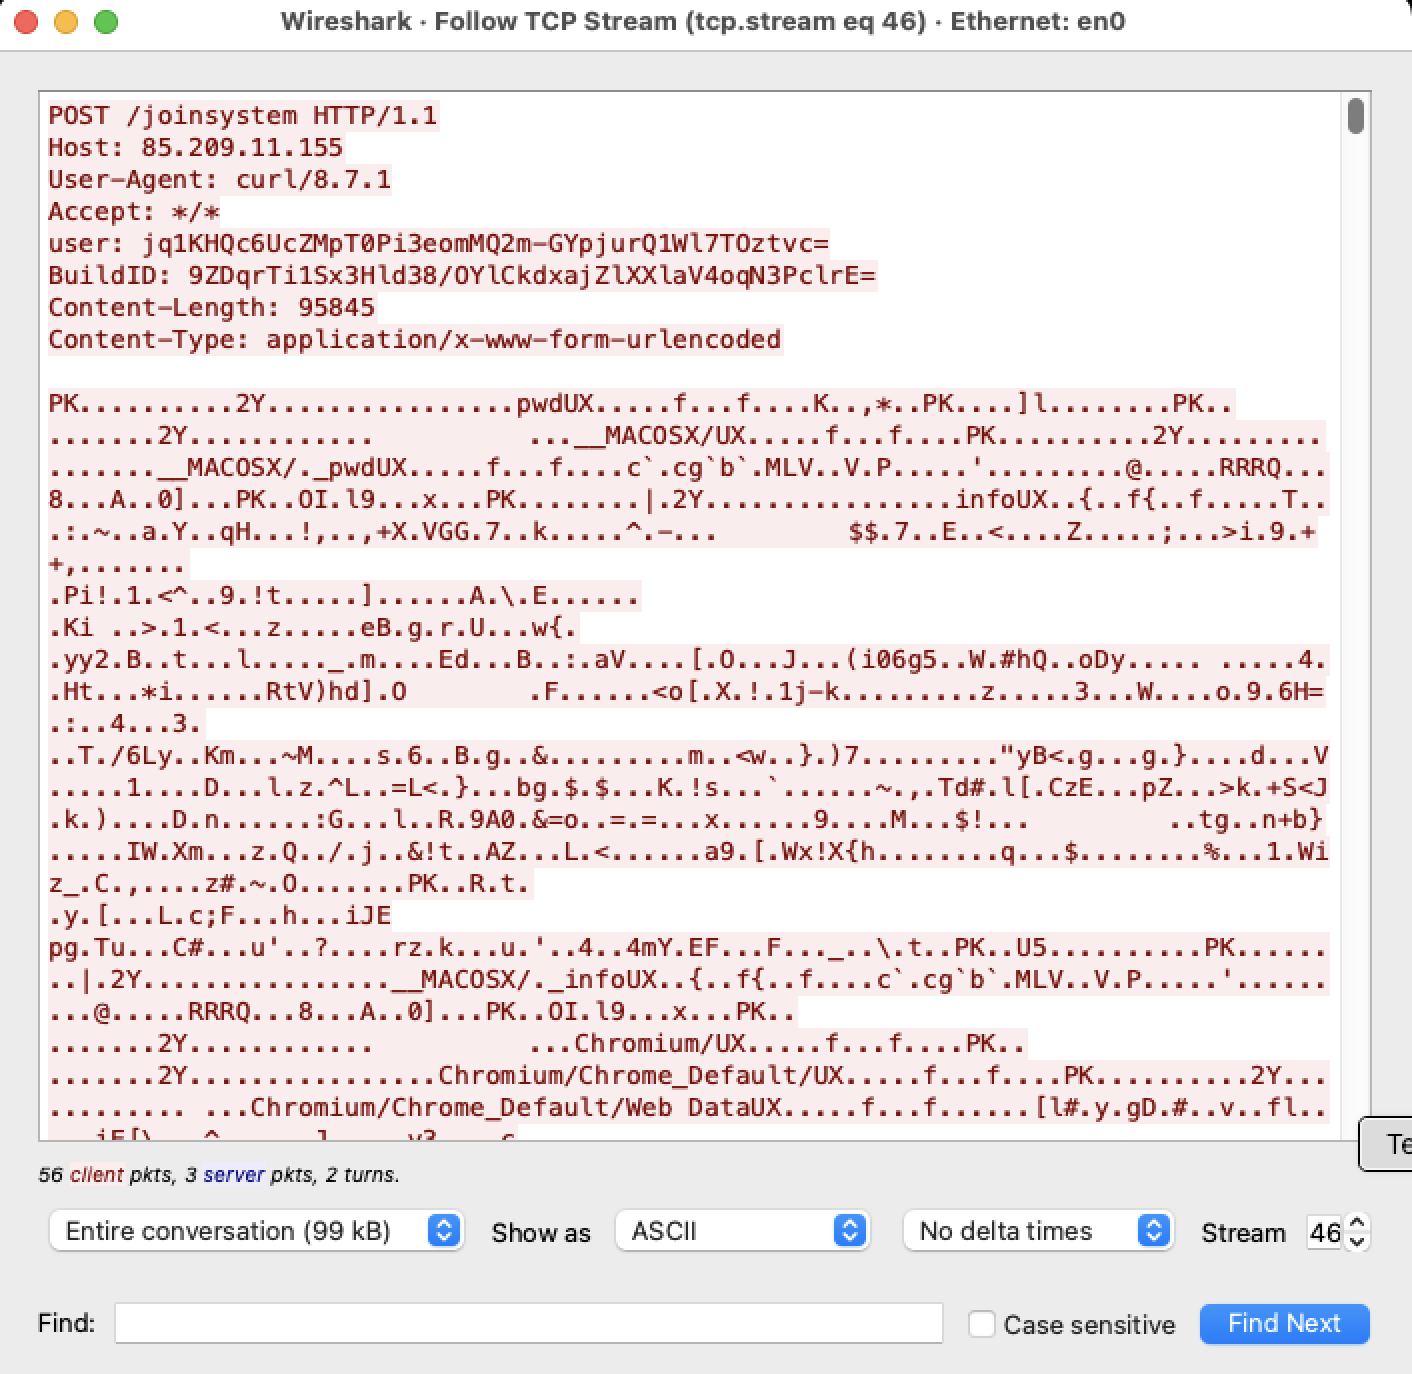 Wireshark · Follow TCP Stream (tcp.stream eq 46) · Ethernet: en0
POST /joinsystem HTTP/1.1
Host: 85.209.11.155
User-Agent: curl/8.7.1
Accept: */*
user: jq1KHQc6UcZMpT0Pi3eomMQ2m-GYpjurQ1Wl7TOztvc=
BuildID: 9ZDqrTi1Sx3Hld38/OYlCkdxajZlXXlaV4oqN3PclrE=
Content-Length: 95845
Content-Type: application/x-www-form-urlencoded
PK..........2Y................pwdUX.....f...f....K..,*..PK....]l........PK..
.......2Y............          ...__MACOSX/UX.....f...f....PK..........2Y.........
.......__MACOSX/._pwdUX.....f...f....c`.cg`b`.MLV..V.P.....'.........@.....RRRQ...
8...A..0]...PK..OI.l9...x...PK........|.2Y................infoUX..{..f{..f.....T..
.:.~..a.Y..qH...!,..,+X.VGG.7..k.....^.-...         $$.7..E..<....Z.....;...>i.9.+
+,.......
.Pi!.1.<^..9.!t.....]......A.\.E......
.Ki ..>.1.<...z.....eB.g.r.U...w{.
.yy2.B..t...l....._.m....Ed...B..:.aV....[.O...J...(i06g5..W.#hQ..oDy..... .....4.
.Ht...*i......RtV)hd].O        .F......<o[.X.!.1j-k.........z.....3...W....o.9.6H=
.:..4...3.
..T./6Ly..Km...~M....s.6..B.g..&.........m..<w..}.)7........."yB<.g...g.}....d...V
.....1....D...l.z.^L..=L<.}...bg.$.$...K.!s...`......~.,.Td#.l[.CzE...pZ...>k.+S<J
.k.)....D.n......:G...l..R.9A0.&=o..=.=...x......9....M...$!...         ..tg..n+b}
.....IW.Xm...z.Q../.j..&!t..AZ...L.<......a9.[.Wx!X{h........q...$........%...1.Wi
z_.C.,....z#.~.O.......PK..R.t.
.y.[...L.c;F...h...iJE
pg.Tu...C#...u'..?....rz.k...u.'..4..4mY.EF...F..._..\.t..PK..U5..........PK......
..|.2Y................__MACOSX/._infoUX..{..f{..f....c`.cg`b`.MLV..V.P.....'......
...@.....RRRQ...8...A..0]...PK..OI.l9...x...PK..
.......2Y............          ...Chromium/UX.....f...f....PK..
.......2Y................Chromium/Chrome_Default/UX.....f...f....PK..........2Y...
......... ...Chromium/Chrome_Default/Web DataUX.....f...f......[l#.y.gD.#..v..fl..
56 client pkts, 3 server pkts, 2 turns.
Entire conversation (99 kB) Show as ASCII No delta times Stream 46
Find: Case sensitive Find Next